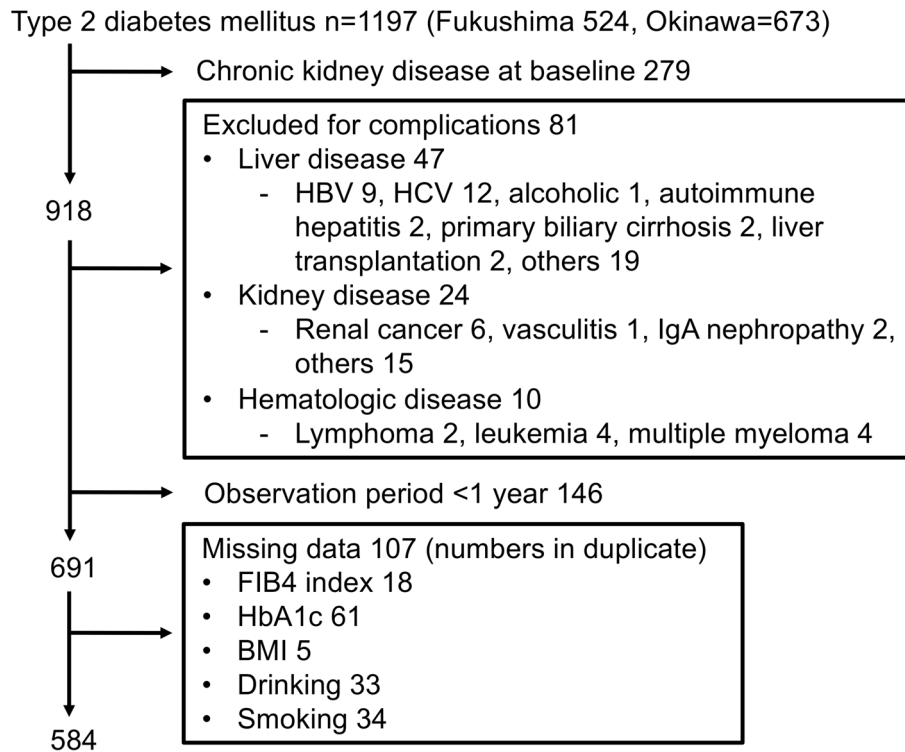 Type 2 diabetes mellitus n=1197 (Fukushima 524, Okinawa=673)
Chronic kidney disease at baseline 279
918
Excluded for complications 81
• Liver disease 47
- HBV 9, HCV 12, alcoholic 1, autoimmune
hepatitis 2, primary biliary cirrhosis 2, liver
transplantation 2, others 19
• Kidney disease 24
- Renal cancer 6, vasculitis 1, IgA nephropathy 2,
others 15
• Hematologic disease 10
- Lymphoma 2, leukemia 4, multiple myeloma 4
Observation period <1 year 146
691
Missing data 107 (numbers in duplicate)
• FIB4 index 18
• HbA1c 61
• BMI 5
• Drinking 33
• Smoking 34
584